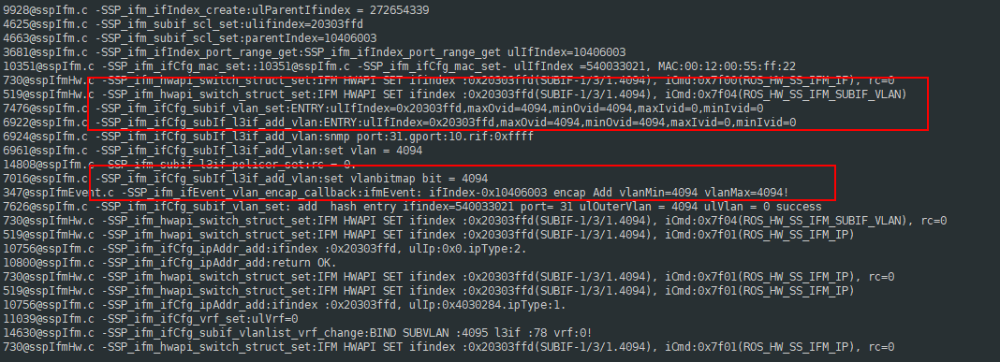 9928@sspIfm.c -SSP_ifm_ifIndex_create:ulParentIfindex = 272654339
4625@sspIfm.c -SSP_ifm_subif_scl_set:ulifindex=20303ffd
4663@sspIfm.c -SSP_ifm_subif_scl_set:parentIndex=10406003
3681@sspIfm.c -SSP_ifm_ifIndex_port_range_get:SSP_ifm_ifIndex_port_range_get ulIfIndex=10406003
10351@sspIfm.c -SSP_ifm_ifCfg_mac_set::10351@sspIfm.c -SSP_ifm_ifCfg_mac_set- ulIfIndex =540033021, MAC:00:12:00:55:ff:22
730@sspIfmHw.c -SSP_ifm_hwapi_switch_struct_set:IFM HWAPI SET ifindex :0x20303ffd(SUBIF-1/3/1.4094), iCmd:0x7f00(ROS_HW_SS_IFM_IF), rc=0
519@sspIfmHw.c -SSP_ifm_hwapi_switch_struct_set:IFM HWAPI SET ifindex :0x20303ffd(SUBIF-1/3/1.4094), iCmd:0x7f04(ROS_HW_SS_IFM_SUBIF_VLAN)
7476@sspIfm.c -SSP_ifm_ifCfg_subif_vlan_set:ENTRY:ulIfIndex=0x20303ffd,maxOvid=4094,minOvid=4094,maxIvid=0,minIvid=0
6922@sspIfm.c -SSP_ifm_ifCfg_subIf_l3if_add_vlan:ENTRY:ulIfIndex=0x20303ffd,maxOvid=4094,minOvid=4094,maxIvid=0,minIvid=0
6924@sspIfm.c -SSP_ifm_ifCfg_subIf_l3if_add_vlan:snmp port:31.gport:10.rif:0xffff
6961@sspIfm.c -SSP_ifm_ifCfg_subIf_l3if_add_vlan:set vlan = 4094
14808@sspIfm.c -SSP_ifm_subif_l3if_policer_set:rc = 0.
7016@sspIfm.c -SSP_ifm_ifCfg_subIf_l3if_add_vlan:set vlanbitmap bit = 4094
347@sspIfmEvent.c -SSP_ifm_ifEvent_vlan_encap_callback:ifmEvent: ifIndex-0x10406003 encap Add vlanMin=4094 vlanMax=4094!
7626@sspIfm.c -SSP_ifm_ifCfg_subif_vlan_set: add  hash entry ifindex=540033021 port= 31 ulOuterVlan = 4094 ulVlan = 0 success
730@sspIfmHw.c -SSP_ifm_hwapi_switch_struct_set:IFM HWAPI SET ifindex :0x20303ffd(SUBIF-1/3/1.4094), iCmd:0x7f04(ROS_HW_SS_IFM_SUBIF_VLAN), rc=0
519@sspIfmHw.c -SSP_ifm_hwapi_switch_struct_set:IFM HWAPI SET ifindex :0x20303ffd(SUBIF-1/3/1.4094), iCmd:0x7f01(ROS_HW_SS_IFM_IP)
10756@sspIfm.c -SSP_ifm_ifCfg_ipAddr_add:ifindex :0x20303ffd, ulIp:0x0.ipType:2.
10800@sspIfm.c -SSP_ifm_ifCfg_ipAddr_add:return OK.
730@sspIfmHw.c -SSP_ifm_hwapi_switch_struct_set:IFM HWAPI SET ifindex :0x20303ffd(SUBIF-1/3/1.4094), iCmd:0x7f01(ROS_HW_SS_IFM_IP), rc=0
519@sspIfmHw.c -SSP_ifm_hwapi_switch_struct_set:IFM HWAPI SET ifindex :0x20303ffd(SUBIF-1/3/1.4094), iCmd:0x7f01(ROS_HW_SS_IFM_IP)
10756@sspIfm.c -SSP_ifm_ifCfg_ipAddr_add:ifindex :0x20303ffd, ulIp:0x4030284.ipType:1.
11039@sspIfm.c -SSP_ifm_ifCfg_vrf_set:ulVrf=0
14630@sspIfm.c -SSP_ifm_ifCfg_subif_vlanlist_vrf_change:BIND SUBVLAN :4095 l3if :78 vrf:0!
730@sspIfmHw.c -SSP_ifm_hwapi_switch_struct_set:IFM HWAPI SET ifindex :0x20303ffd(SUBIF-1/3/1.4094), iCmd:0x7f01(ROS_HW_SS_IFM_IP), rc=0